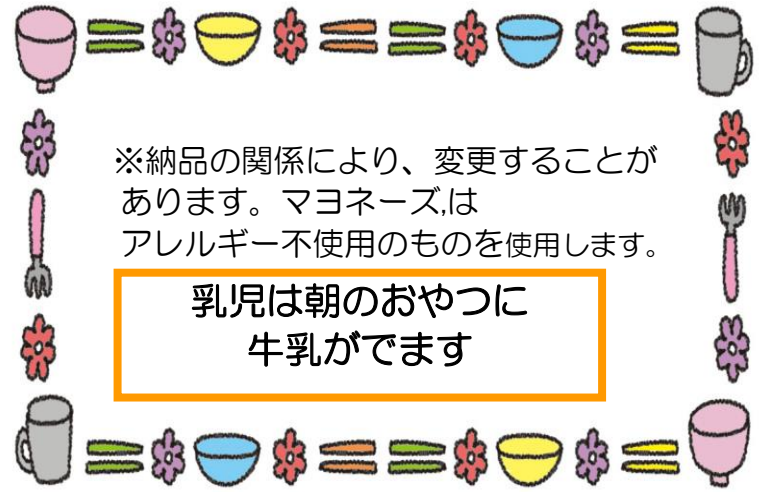 ※納品の関係により、変更することが
あります。マヨネーズ,は
アレルギー不使用のものを使用します。
乳児は朝のおやつに
牛乳がでます